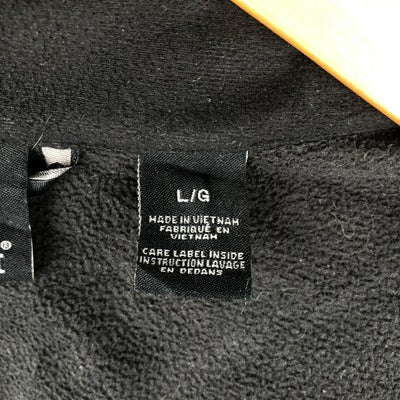 L/G
MADE IN VIETNAM
FABRIQUÉ EN
VIETNAM
CARE LABEL INSIDE
INSTRUCTION LAVAGE
EN DEDANS
®